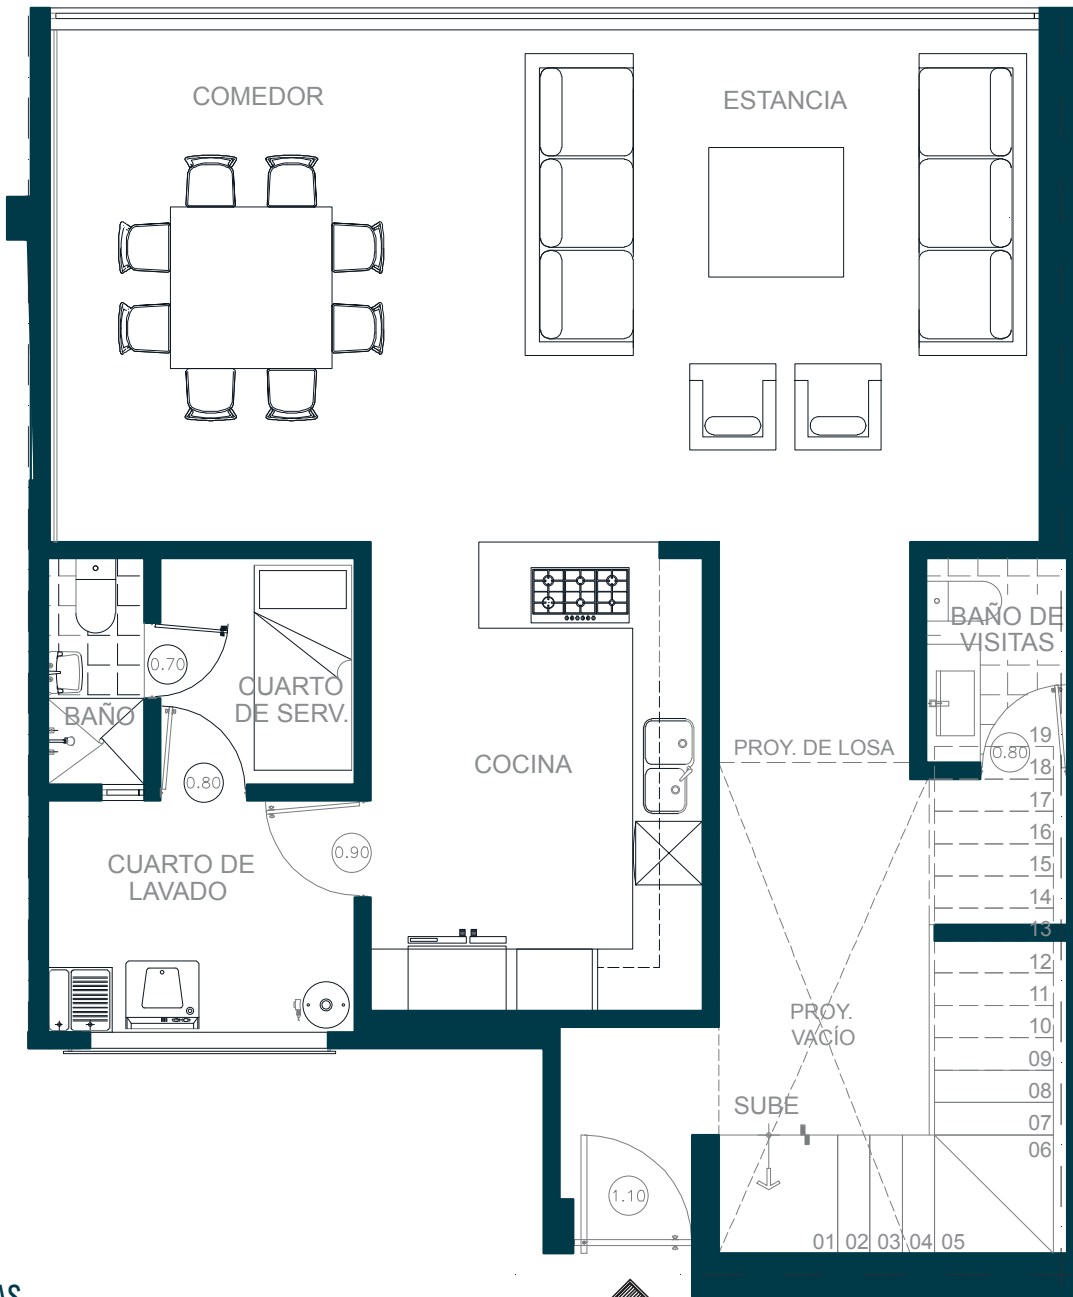 COMEDOR
ESTANCIA
BAÑO DE
VISITAS
0.70
CUARTO
DE SERV.
BAÑO
0.80
COCINA
PROY. DE LOSA
0.80
19
18
17
16
15
14
13
12
11
10
09
08
07
06
0.90
CUARTO DE
LAVADO
PROY.
VACÍO
SUBE
1.10
01 02 03 04 05